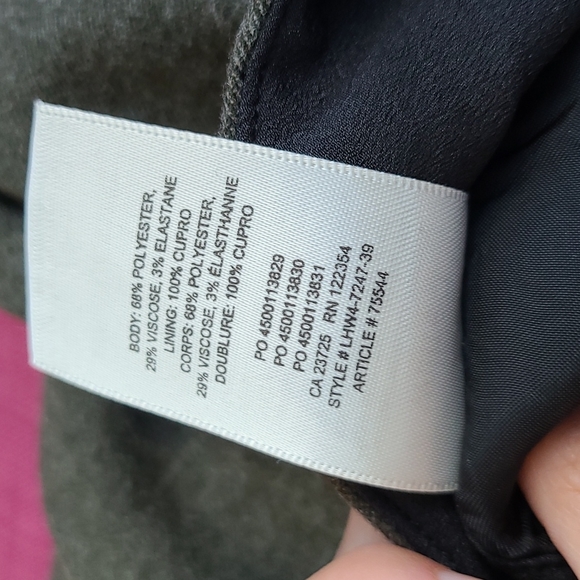 BODY: 68% POLYESTER,
29% VISCOSE, 3% ELASTANE
LINING: 100% CUPRO
CORPS: 68% POLYESTER,
29% VISCOSE, 3% ÉLASTHANNE
DOUBLURE: 100% CUPRO
PO 4500113829
PO 4500113830
PO 4500113831
CA 23725 RN 122354
STYLE # LHW4-7247-39
ARTICLE # 75544